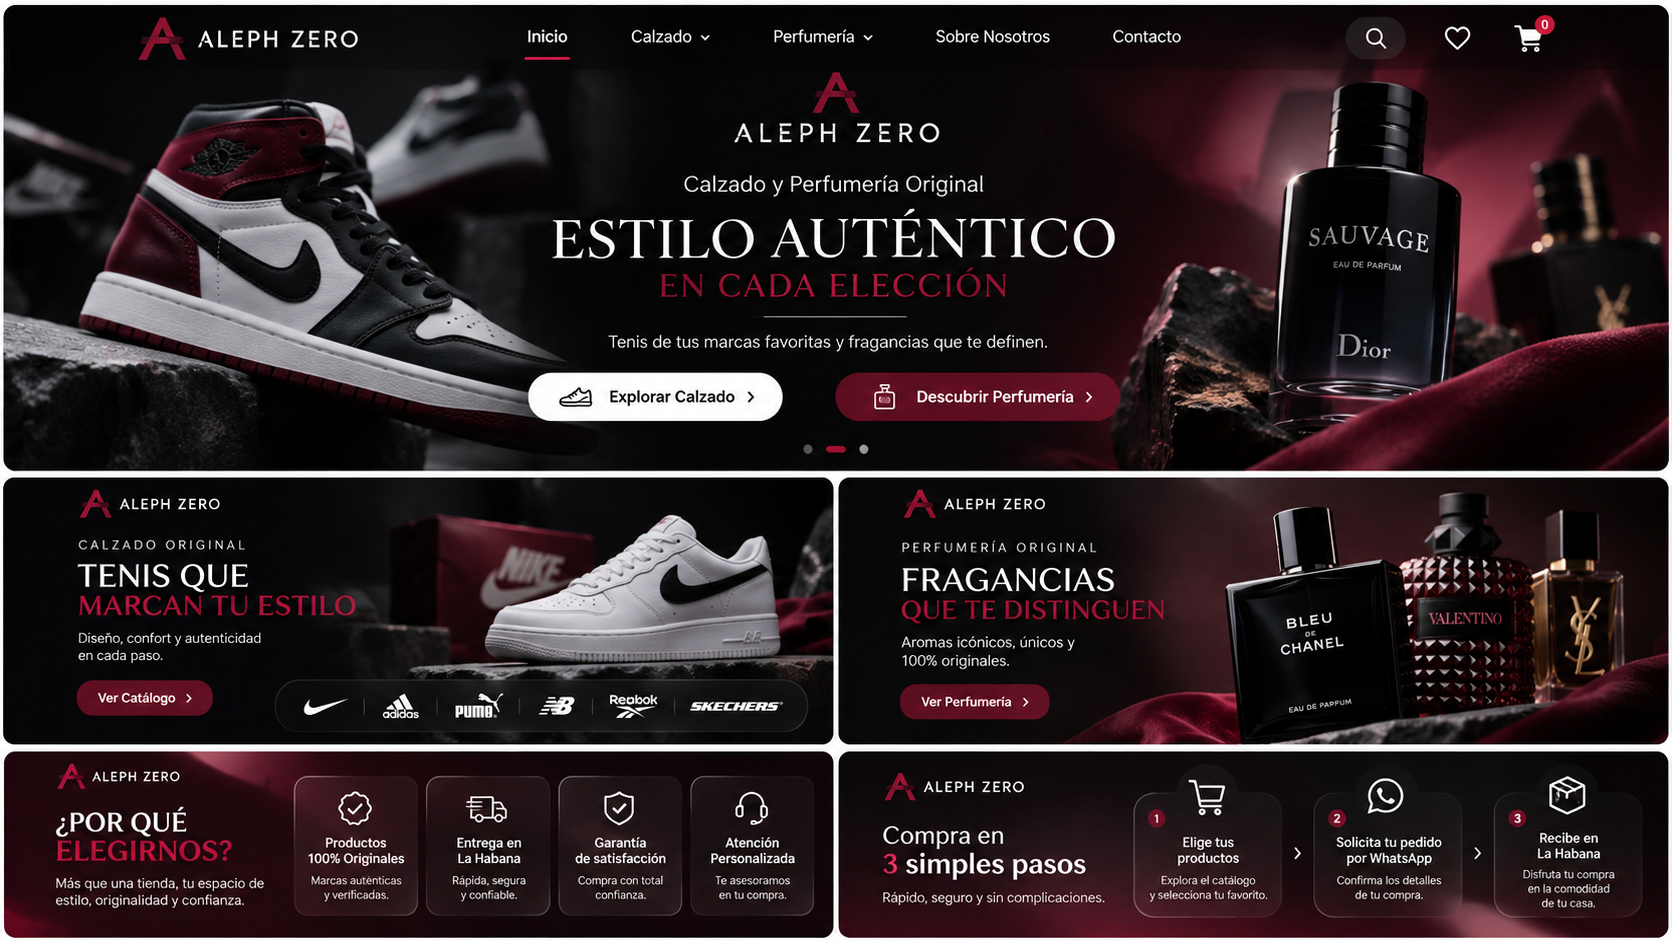 ALEPH ZERO
Inicio
Calzado
Perfumería
Sobre Nosotros
Contacto
0
ALEPH ZERO
Calzado y Perfumería Original
ESTILO AUTÉNTICO
EN CADA ELECCIÓN
Tenis de tus marcas favoritas y fragancias que te definen.
Explorar Calzado
Descubrir Perfumería
SAUVAGE
EAU DE PARFUM
Dior
ALEPH ZERO
CALZADO ORIGINAL
TENIS QUE
MARCAN TU ESTILO
Diseño, confort y autenticidad
en cada paso.
Ver Catálogo
NIKE
adidas
PUMA
NB
Reebok
SKECHERS
ALEPH ZERO
PERFUMERÍA ORIGINAL
FRAGANCIAS
QUE TE DISTINGUEN
Aromas icónicos, únicos y
100% originales.
Ver Perfumería
BLEU
DE
CHANEL
EAU DE PARPUM
VALENTINO
YSL
ALEPH ZERO
¿POR QUÉ
ELEGIRNOS?
Más que una tienda, tu espacio de
estilo, originalidad y confianza.
Productos
100% Originales
Marcas auténticas
y verificadas.
Entrega en
La Habana
Rápida, segura
y confiable.
Garantía
de satisfacción
Compra con total
confianza.
Atención
Personalizada
Te asesoramos
en tu compra.
ALEPH ZERO
Compra en
3 simples pasos
Rápido, seguro y sin complicaciones.
1
Elige tus
productos
Explora el catálogo
y selecciona tu favorito.
2
Solicita tu pedido
por WhatsApp
Confirma los detalles
de tu compra.
3
Recibe en
La Habana
Disfruta tu compra
en la comodidad
de tu casa.